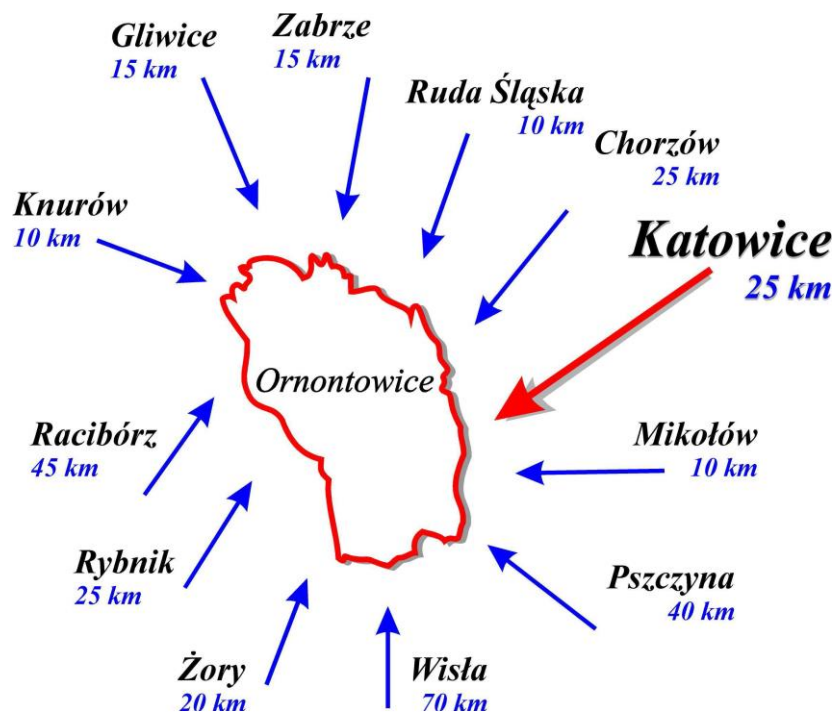 Gliwice
15 km
Zabrze
15 km
Ruda Śląska
10 km
Chorzów
25 km
Knurów
10 km
Katowice
25 km
Ornontowice
Racibórz
45 km
Mikołów
10 km
Rybnik
25 km
Pszczyna
40 km
Żory
20 km
Wisła
70 km